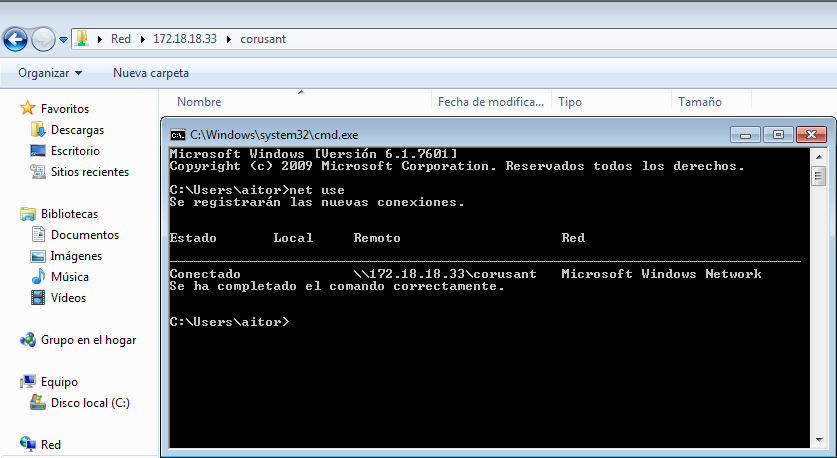 Red 172.18.18.33 corusant
Organizar Nueva carpeta
Nombre Fecha de modifica... Tipo Tamaño
Favoritos
Descargas
Escritorio
Sitios recientes
Bibliotecas
Documentos
Imágenes
Música
Vídeos
Grupo en el hogar
Equipo
Disco local (C:)
Red
C:\Windows\system32\cmd.exe
Microsoft Windows [Versión 6.1.7601]
Copyright (c) 2009 Microsoft Corporation. Reservados todos los derechos.
C:\Users\aitor>net use
Se registrarán las nuevas conexiones.
Estado Local Remoto Red
Conectado \\172.18.18.33\corusant Microsoft Windows Network
Se ha completado el comando correctamente.
C:\Users\aitor>